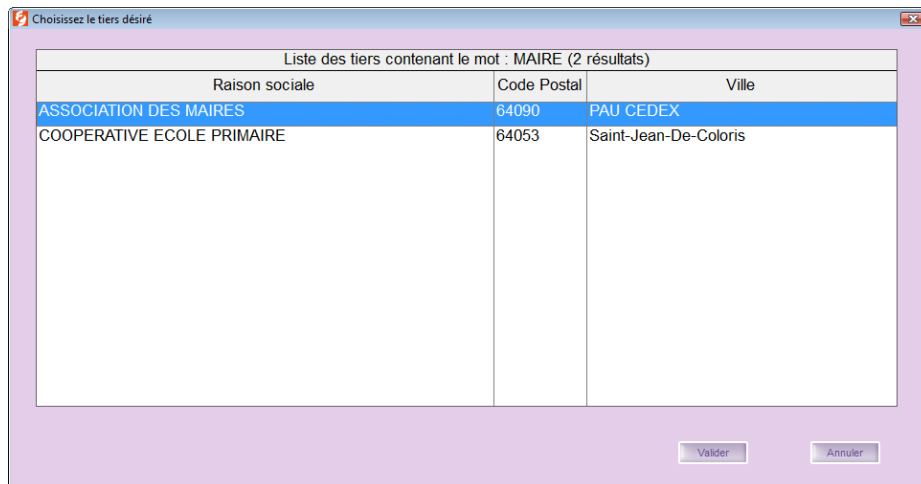 Choisissez le tiers désiré
Liste des tiers contenant le mot : MAIRE (2 résultats)
Raison sociale Code Postal Ville
ASSOCIATION DES MAIRES 64090 PAU CEDEX
COOPERATIVE ECOLE PRIMAIRE 64053 Saint-Jean-De-Coloris
Valider Annuler